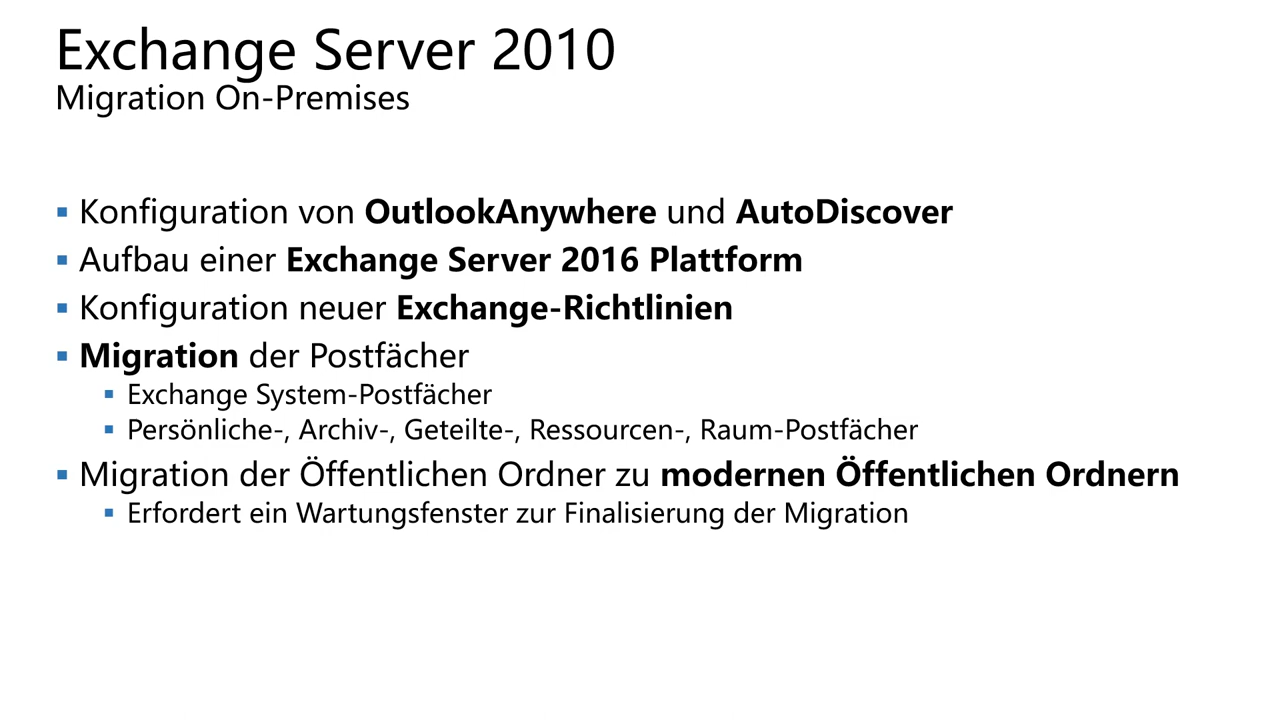 Exchange Server 2010
Migration On-Premises
Konfiguration von OutlookAnywhere und AutoDiscover
Aufbau einer Exchange Server 2016 Plattform
Konfiguration neuer Exchange-Richtlinien
Migration der Postfächer
Exchange System-Postfächer
Persönliche-, Archiv-, Geteilte-, Ressourcen-, Raum-Postfächer
Migration der Öffentlichen Ordner zu modernen Öffentlichen Ordnern
Erfordert ein Wartungsfenster zur Finalisierung der Migration